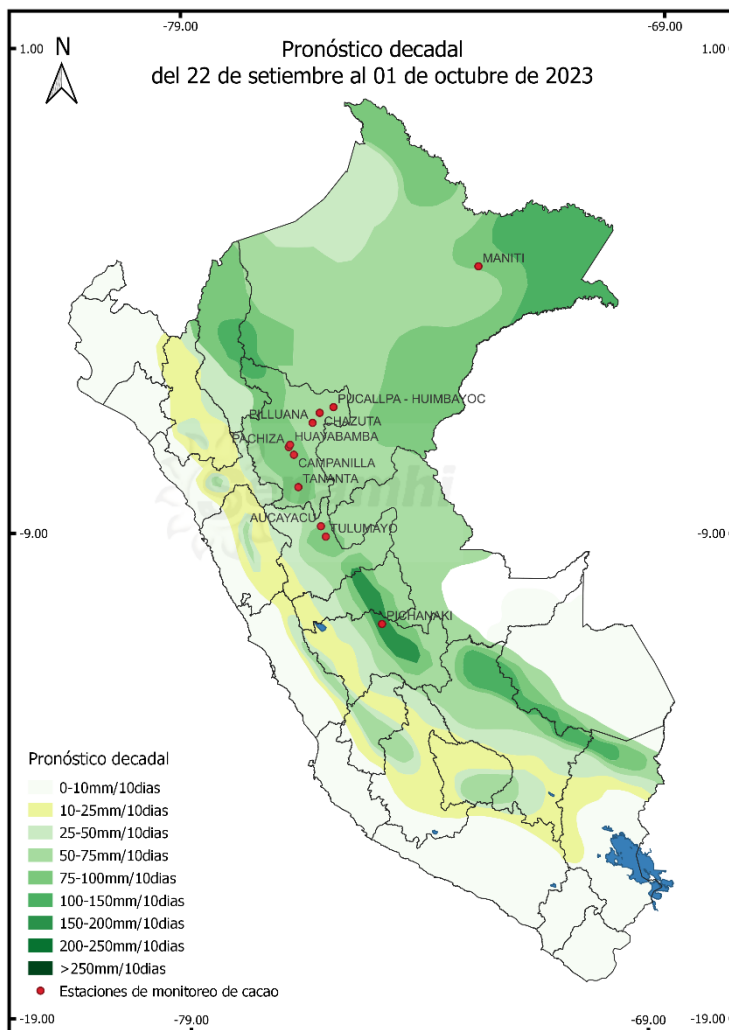 -79.00
-69.00
1.00
1.00
N
Pronóstico decadal
del 22 de setiembre al 01 de octubre de 2023
MANITI
PUCALLPA - HUIMBAYOC
PILLUANA
CHAZUTA
PACHIZA
HUAYABAMBA
CAMPANILLA
TANANTA
AUCAYACU
TULUMAYO
-9.00
-9.00
PICHANAKI
Pronóstico decadal
0-10mm/10dias
10-25mm/10dias
25-50mm/10dias
50-75mm/10dias
75-100mm/10dias
100-150mm/10dias
150-200mm/10dias
200-250mm/10dias
>250mm/10dias
Estaciones de monitoreo de cacao
-19.00
-19.00
-79.00
-69.00